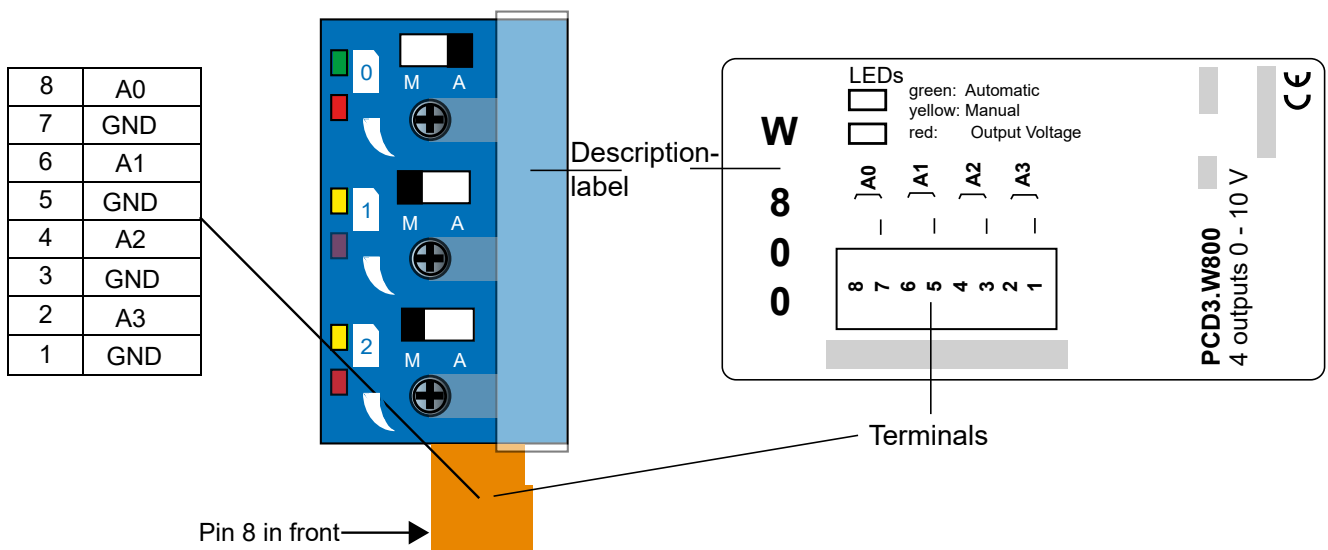 8 A0
7 GND
6 A1
5 GND
4 A2
3 GND
2 A3
1 GND
0
M A
1
M A
2
M A
Pin 8 in front
Description-
label
Terminals
W
8
0
0
LEDs
green: Automatic
yellow: Manual
red: Output Voltage
A0 A1 A2 A3
– – – –
8 7 6 5 4 3 2 1
PCD3.W800
4 outputs 0 - 10 V
CE